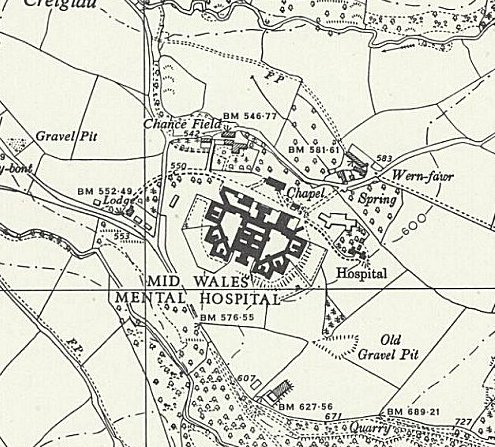 Creigiau
F.P.
BM 546·77
Chance Field
542
BM 581·61
583
Gravel Pit
550
Wern-fawr
y-bont
BM 552·49
Chapel
Spring
Lodge
600
553
Hospital
MID WALES
MENTAL HOSPITAL
BM 576·55
Old
Gravel Pit
F.P.
607
BM 627·56
671
BM 689·21
Quarry
727